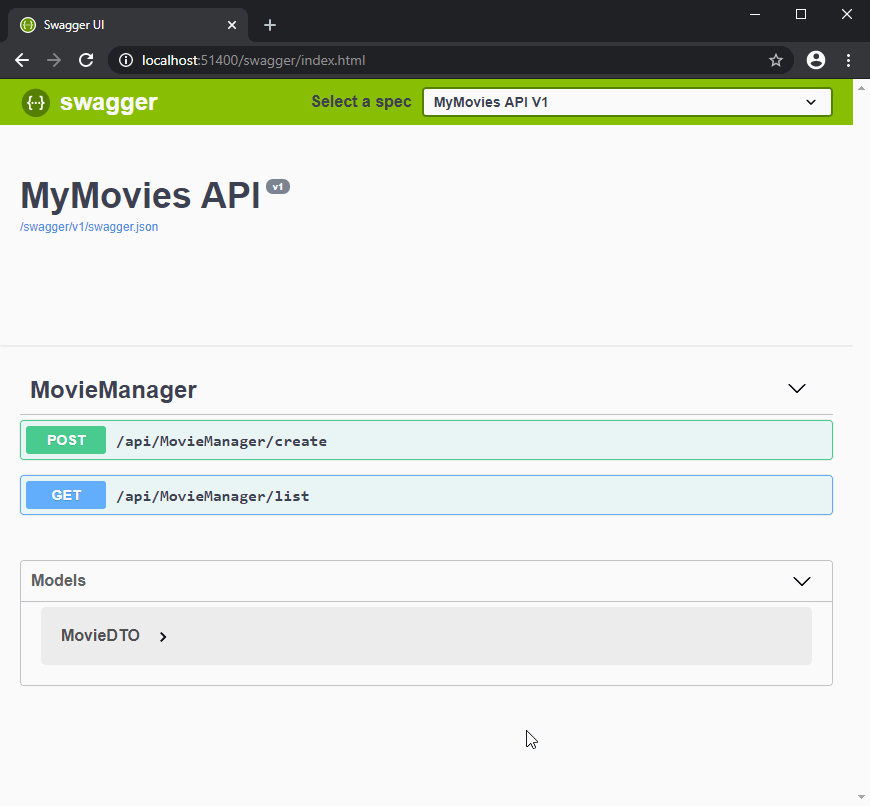 Swagger UI
localhost:51400/swagger/index.html
{··} swagger
Select a spec
MyMovies API V1
MyMovies API v1
/swagger/v1/swagger.json
MovieManager
POST /api/MovieManager/create
GET /api/MovieManager/list
Models
MovieDTO